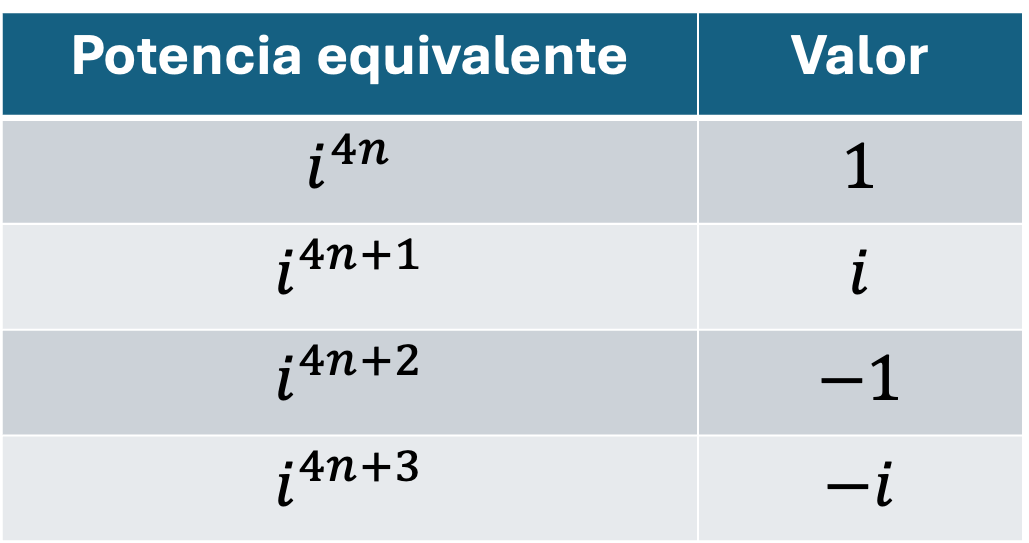 Potencia equivalente Valor
i^{4n} 1
i^{4n+1} i
i^{4n+2} −1
i^{4n+3} −i